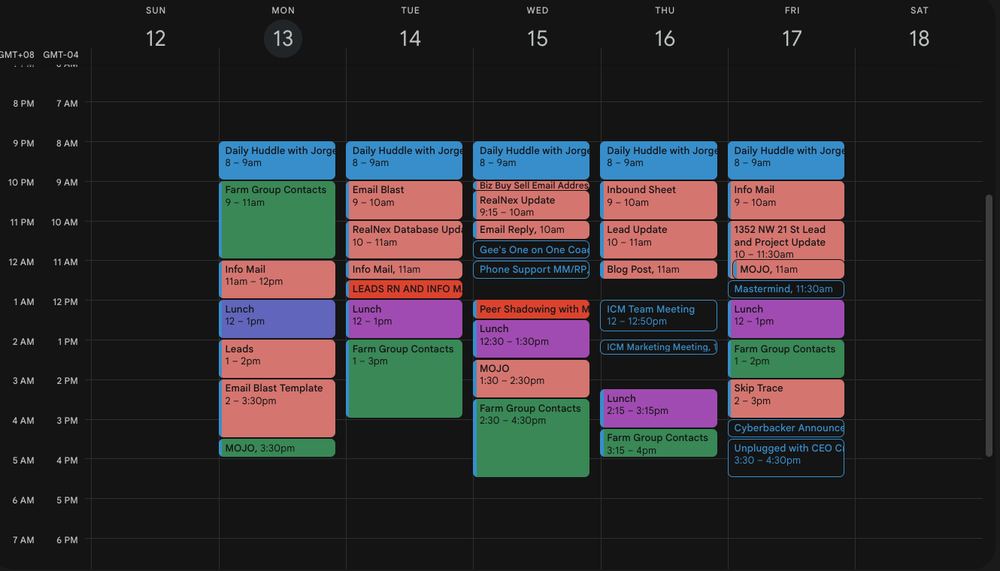 SUN MON TUE WED THU FRI SAT
12 13 14 15 16 17 18
GMT+08 GMT-04
8 PM 7 AM
9 PM 8 AM
10 PM 9 AM
11 PM 10 AM
12 AM 11 AM
1 AM 12 PM
2 AM 1 PM
3 AM 2 PM
4 AM 3 PM
5 AM 4 PM
6 AM 5 PM
7 AM 6 PM
Daily Huddle with Jorge
8 – 9am
Farm Group Contacts
9 – 11am
Info Mail
11am – 12pm
Lunch
12 – 1pm
Leads
1 – 2pm
Email Blast Template
2 – 3:30pm
MOJO, 3:30pm
Daily Huddle with Jorge
8 – 9am
Email Blast
9 – 10am
RealNex Database Upda
10 – 11am
Info Mail, 11am
LEADS RN AND INFO M
Lunch
12 – 1pm
Farm Group Contacts
1 – 3pm
Daily Huddle with Jorge
8 – 9am
Biz Buy Sell Email Addres
RealNex Update
9:15 – 10am
Email Reply, 10am
Gee's One on One Coa
Phone Support MM/RP,
Peer Shadowing with M
Lunch
12:30 – 1:30pm
MOJO
1:30 – 2:30pm
Farm Group Contacts
2:30 – 4:30pm
Daily Huddle with Jorge
8 – 9am
Inbound Sheet
9 – 10am
Lead Update
10 – 11am
Blog Post, 11am
ICM Team Meeting
12 – 12:50pm
ICM Marketing Meeting, 1
Lunch
2:15 – 3:15pm
Farm Group Contacts
3:15 – 4pm
Daily Huddle with Jorge
8 – 9am
Info Mail
9 – 10am
1352 NW 21 St Lead
and Project Update
10 – 11:30am
MOJO, 11am
Mastermind, 11:30am
Lunch
12 – 1pm
Farm Group Contacts
1 – 2pm
Skip Trace
2 – 3pm
Cyberbacker Announce
Unplugged with CEO C
3:30 – 4:30pm